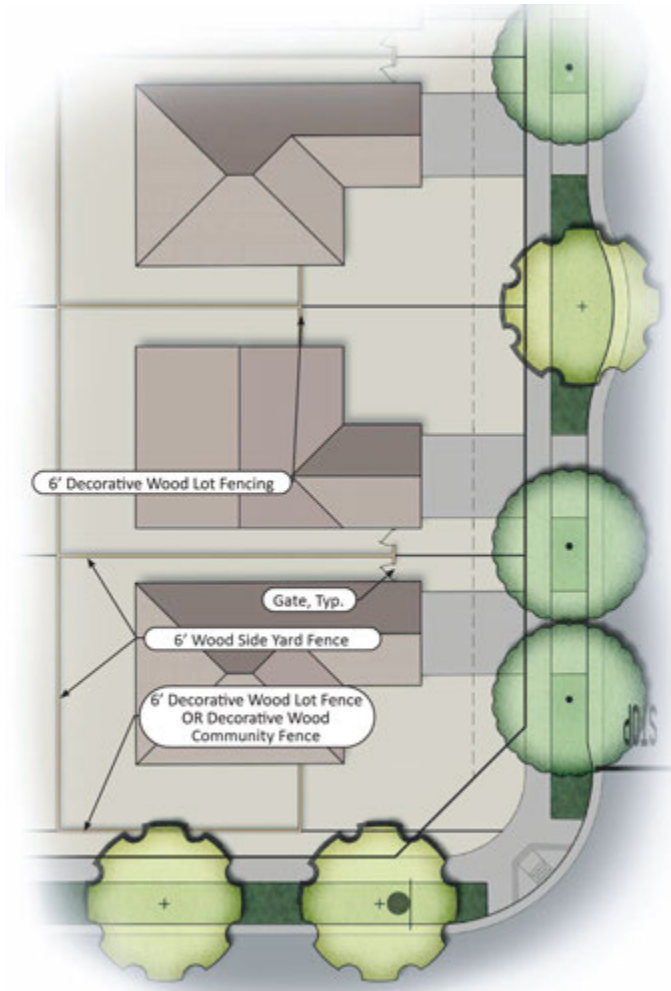 6' Decorative Wood Lot Fencing
Gate, Typ.
6' Wood Side Yard Fence
6' Decorative Wood Lot Fence
OR Decorative Wood
Community Fence
STOP